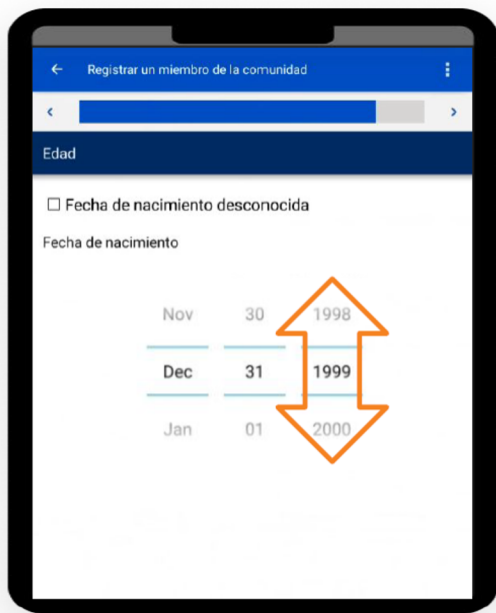 Registrar un miembro de la comunidad
Edad
Fecha de nacimiento desconocida
Fecha de nacimiento
Nov 30 1998
Dec 31 1999
Jan 01 2000